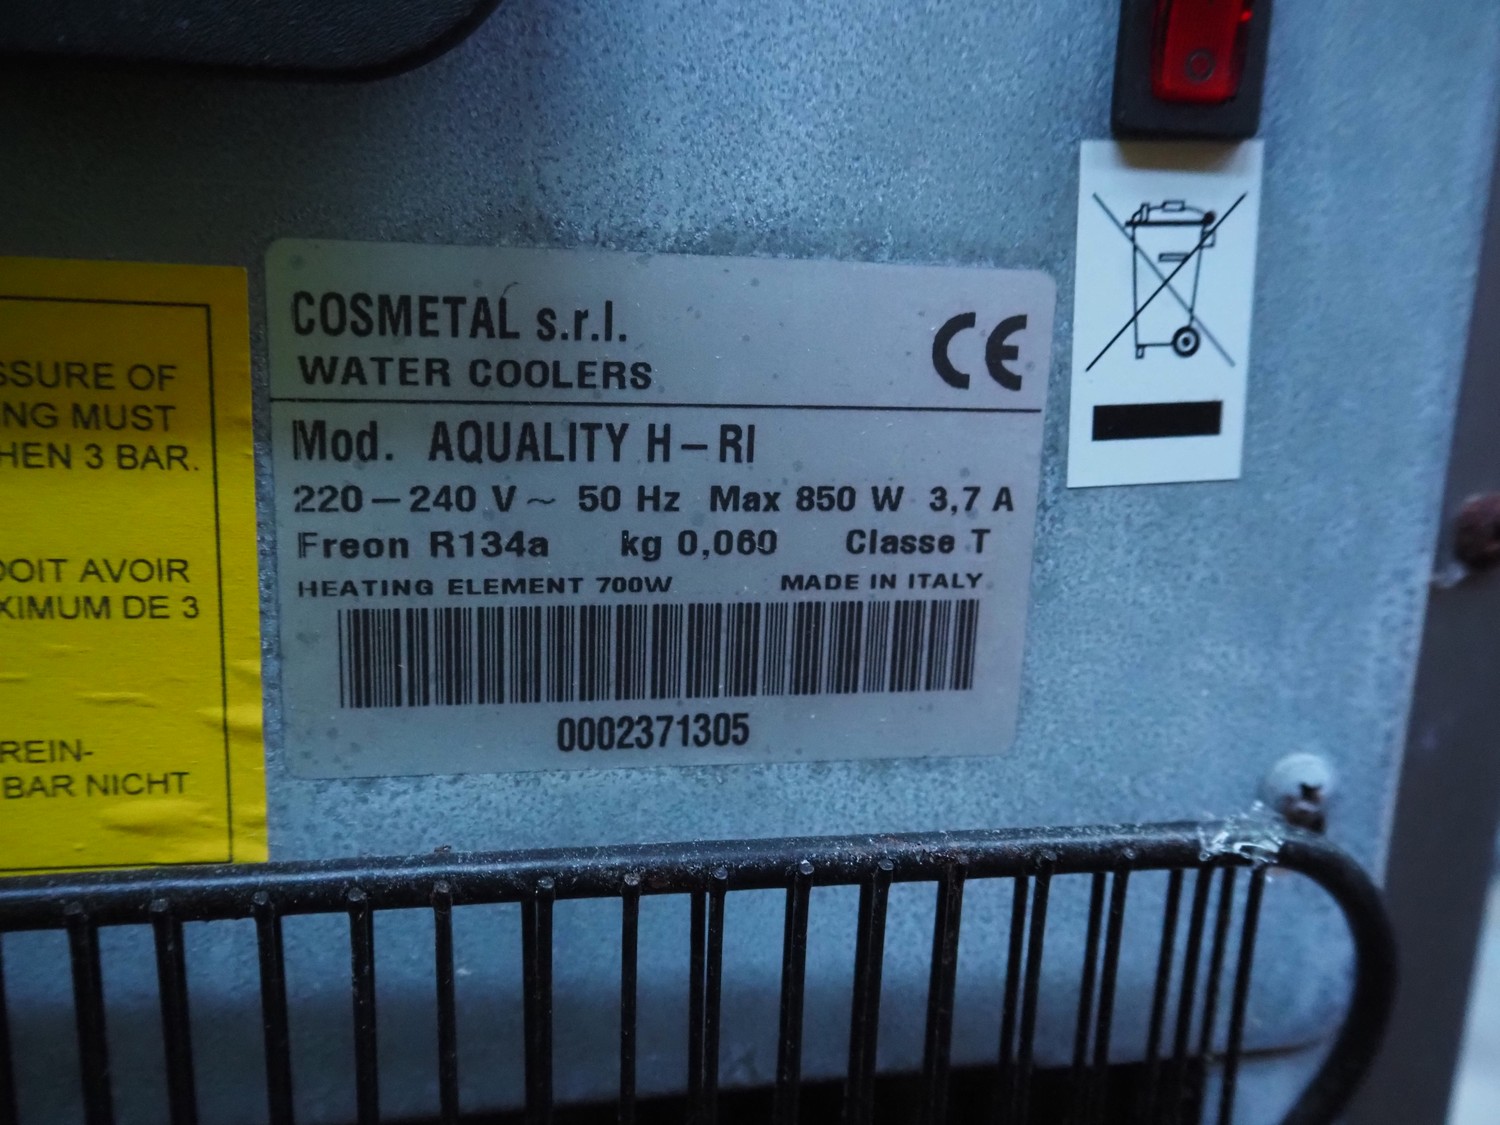 SSURE OF
ING MUST
HEN 3 BAR.
DOIT AVOIR
XIMUM DE 3
REIN-
BAR NICHT
COSMETAL s.r.l.
WATER COOLERS
CE
Mod. AQUALITY H – RI
220 – 240 V ~ 50 Hz Max 850 W 3,7 A
Freon R134a kg 0,060 Classe T
HEATING ELEMENT 700W MADE IN ITALY
0002371305